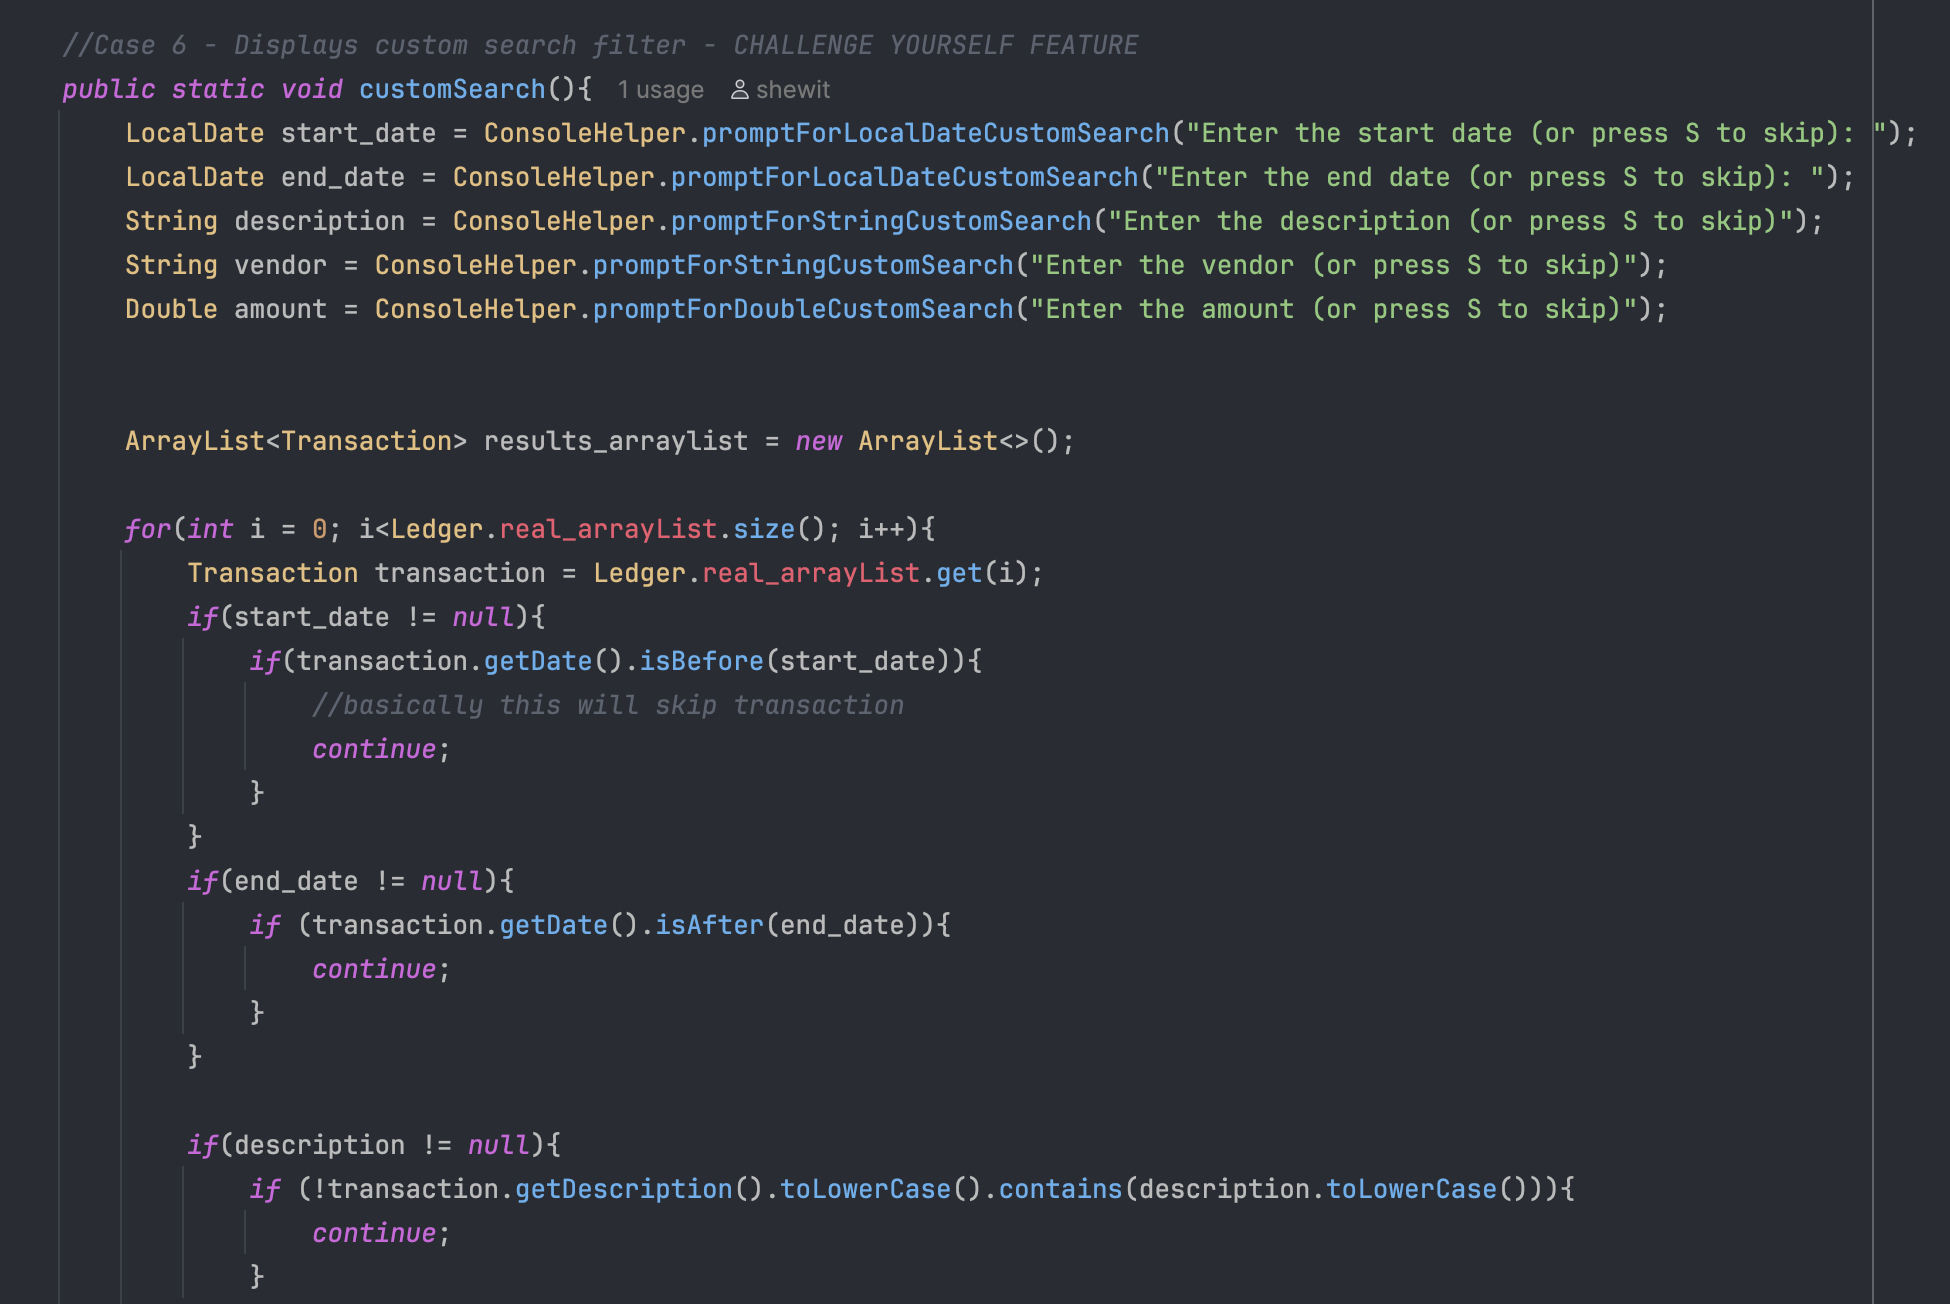 //Case 6 - Displays custom search filter - CHALLENGE YOURSELF FEATURE
public static void customSearch(){ 1 usage shewit
LocalDate start_date = ConsoleHelper.promptForLocalDateCustomSearch("Enter the start date (or press S to skip): ");
LocalDate end_date = ConsoleHelper.promptForLocalDateCustomSearch("Enter the end date (or press S to skip): ");
String description = ConsoleHelper.promptForStringCustomSearch("Enter the description (or press S to skip)");
String vendor = ConsoleHelper.promptForStringCustomSearch("Enter the vendor (or press S to skip)");
Double amount = ConsoleHelper.promptForDoubleCustomSearch("Enter the amount (or press S to skip)");
ArrayList<Transaction> results_arraylist = new ArrayList<>();
for(int i = 0; i<Ledger.real_arrayList.size(); i++){
Transaction transaction = Ledger.real_arrayList.get(i);
if(start_date != null){
if(transaction.getDate().isBefore(start_date)){
//basically this will skip transaction
continue;
}
}
if(end_date != null){
if (transaction.getDate().isAfter(end_date)){
continue;
}
}
if(description != null){
if (!transaction.getDescription().toLowerCase().contains(description.toLowerCase())){
continue;
}